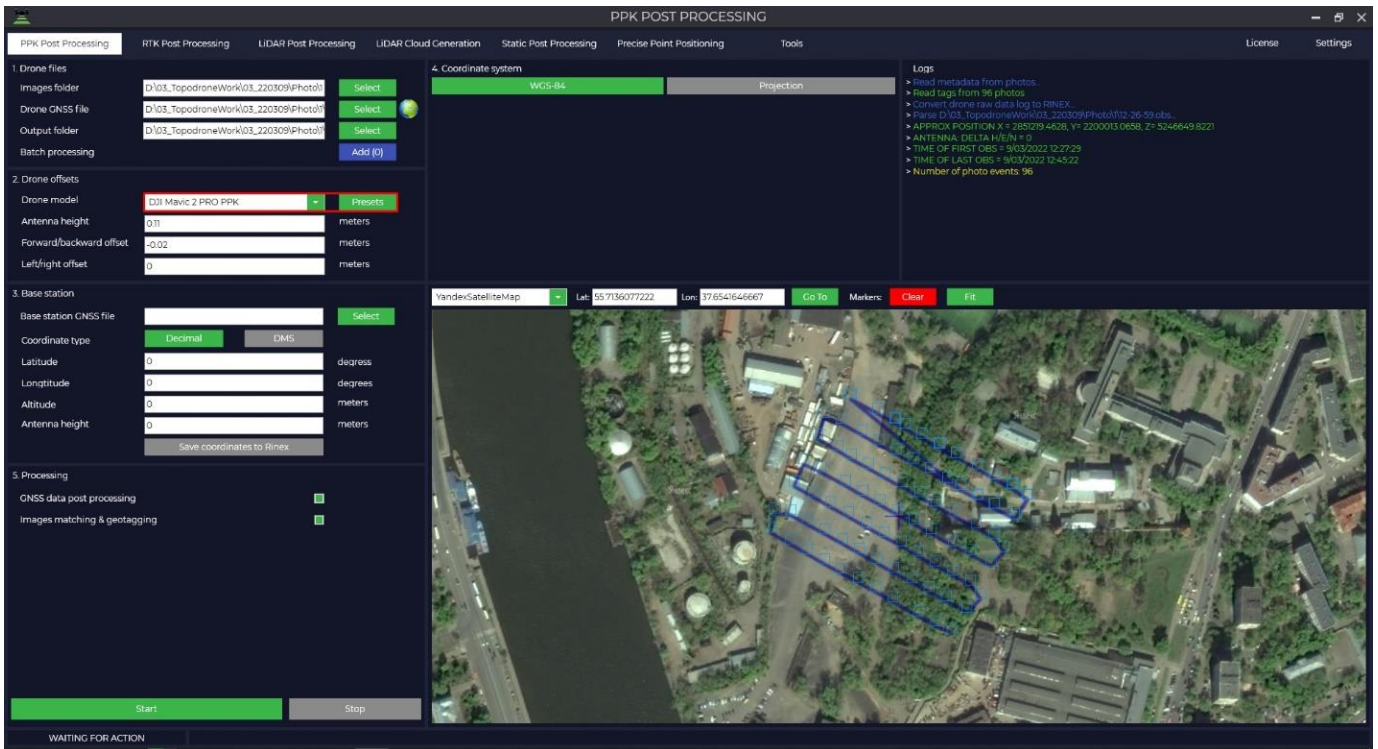 PPK POST PROCESSING
PPK Post Processing RTK Post Processing LiDAR Post Processing LiDAR Cloud Generation Static Post Processing Precise Point Positioning Tools License Settings
1. Drone files
Images folder D:\03_TopodroneWork\03_220309\Photo\1 Select
Drone GNSS file D:\03_TopodroneWork\03_220309\Photo\1 Select
Output folder D:\03_TopodroneWork\03_220309\Photo\1 Select
Batch processing Add (0)
2. Drone offsets
Drone model DJI Mavic 2 PRO PPK Presets
Antenna height 0.11 meters
Forward/backward offset -0.02 meters
Left/right offset 0 meters
3. Base station
Base station GNSS file Select
Coordinate type Decimal DMS
Latitude 0 degress
Longtitude 0 degrees
Altitude 0 meters
Antenna height 0 meters
Save coordinates to Rinex
5. Processing
GNSS data post processing
Images matching & geotagging
Start Stop
WAITING FOR ACTION
4. Coordinate system
WGS-84 Projection
Logs
> Read metadata from photos...
> Read tags from 96 photos
> Convert drone raw data log to RINEX...
> Parse D:\03_TopodroneWork\03_220309\Photo\1\12-26-59.obs...
> APPROX POSITION X = 2851219.4628, Y= 2200013.0658, Z= 5246649.8221
> ANTENNA: DELTA H/E/N = 0
> TIME OF FIRST OBS = 9/03/2022 12:27:29
> TIME OF LAST OBS = 9/03/2022 12:45:22
> Number of photo events: 96
YandexSatelliteMap Lat: 55.7136077222 Lon: 37.6541646667 Go To Markers: Clear Fit